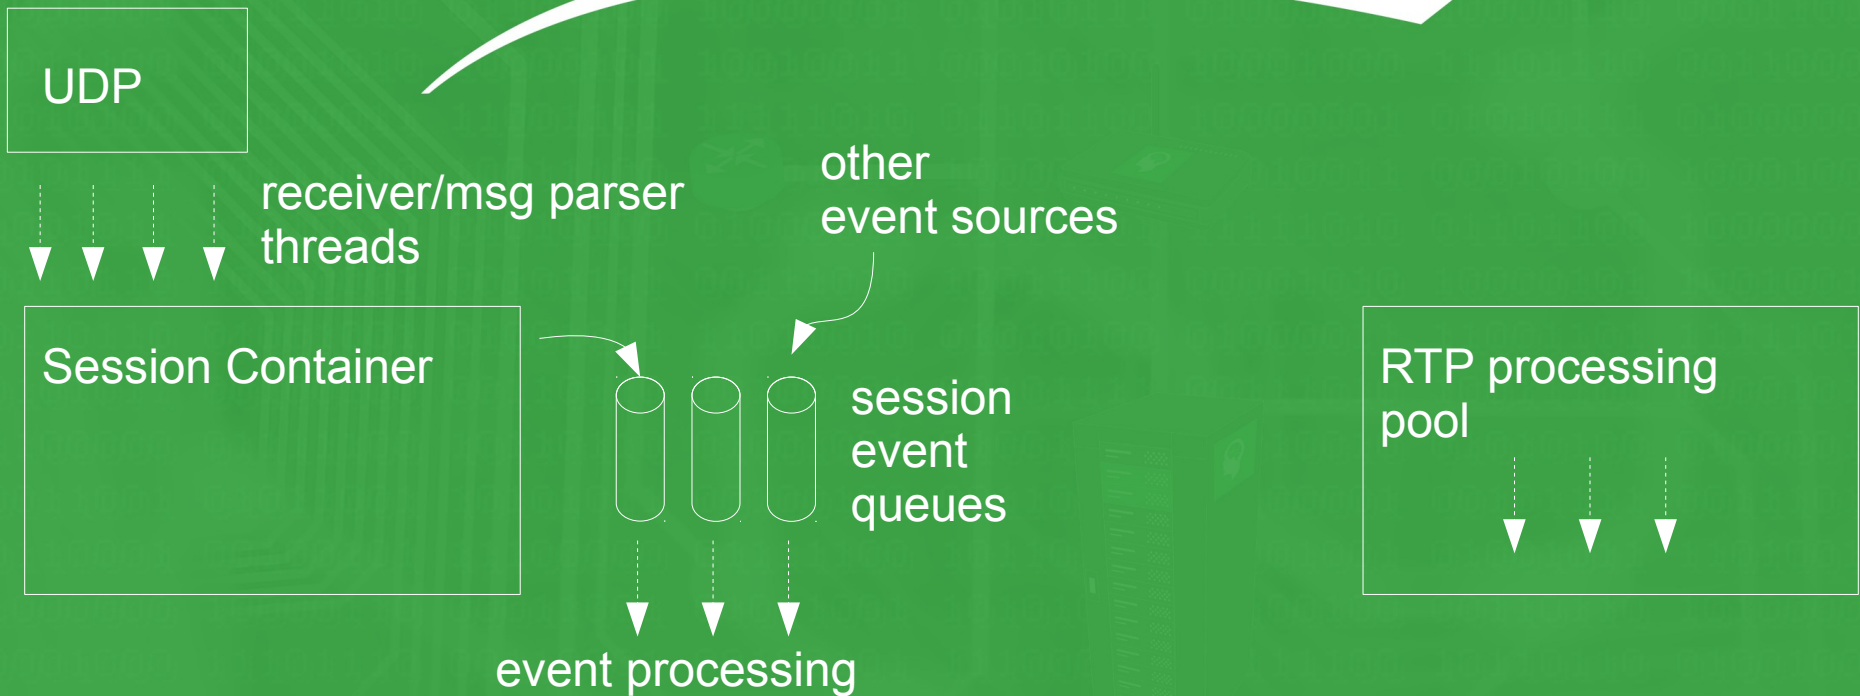 UDP
receiver/msg parser
threads
other
event sources
Session Container
session
event
queues
RTP processing
pool
event processing